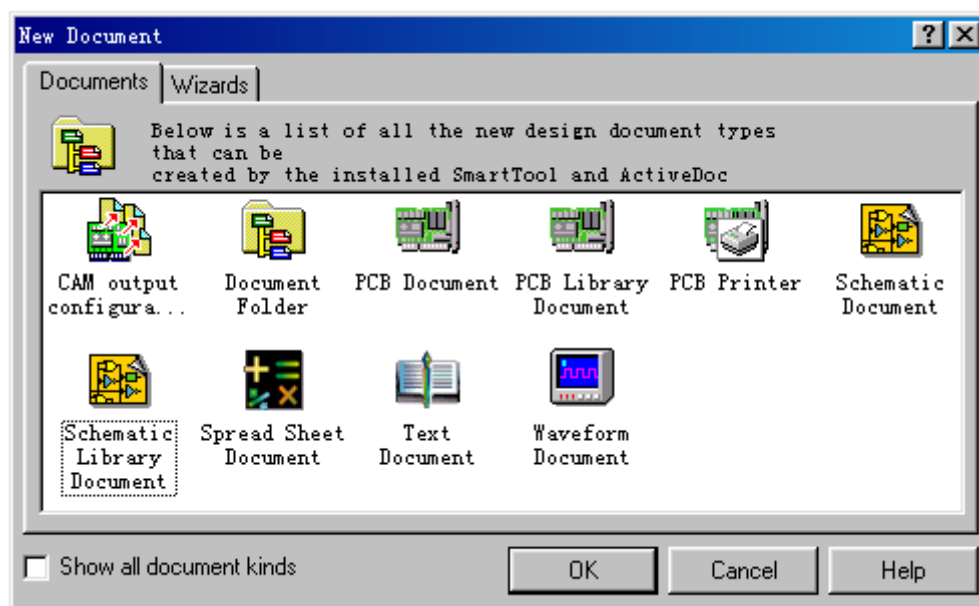 New Document
Documents
Wizards
Below is a list of all the new design document types
that can be
created by the installed SmartTool and ActiveDoc
CAM output
configura...
Document
Folder
PCB Document
PCB Library
Document
PCB Printer
Schematic
Document
Schematic
Library
Document
Spread Sheet
Document
Text
Document
Waveform
Document
Show all document kinds
OK
Cancel
Help